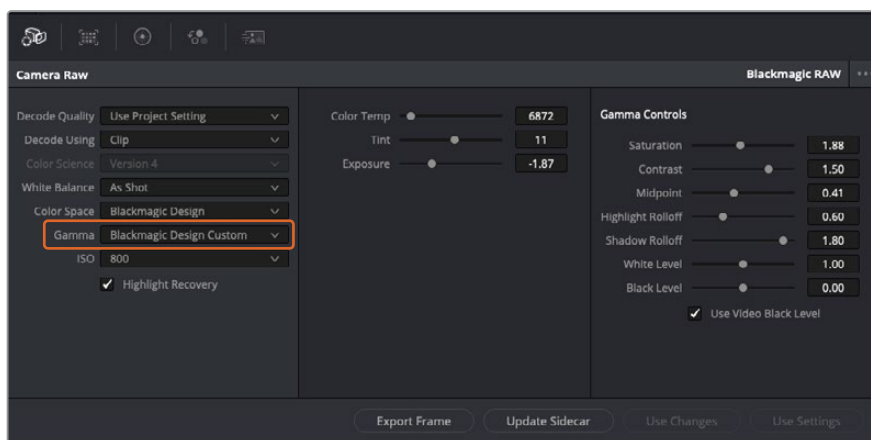 Camera Raw
Blackmagic RAW
Decode Quality Use Project Setting
Decode Using Clip
Color Science Version 4
White Balance As Shot
Color Space Blackmagic Design
Gamma Blackmagic Design Custom
ISO 800
Highlight Recovery
Color Temp 6872
Tint 11
Exposure -1.87
Gamma Controls
Saturation 1.88
Contrast 1.50
Midpoint 0.41
Highlight Rolloff 0.60
Shadow Rolloff 1.80
White Level 1.00
Black Level 0.00
Use Video Black Level
Export Frame
Update Sidecar
Use Changes
Use Settings